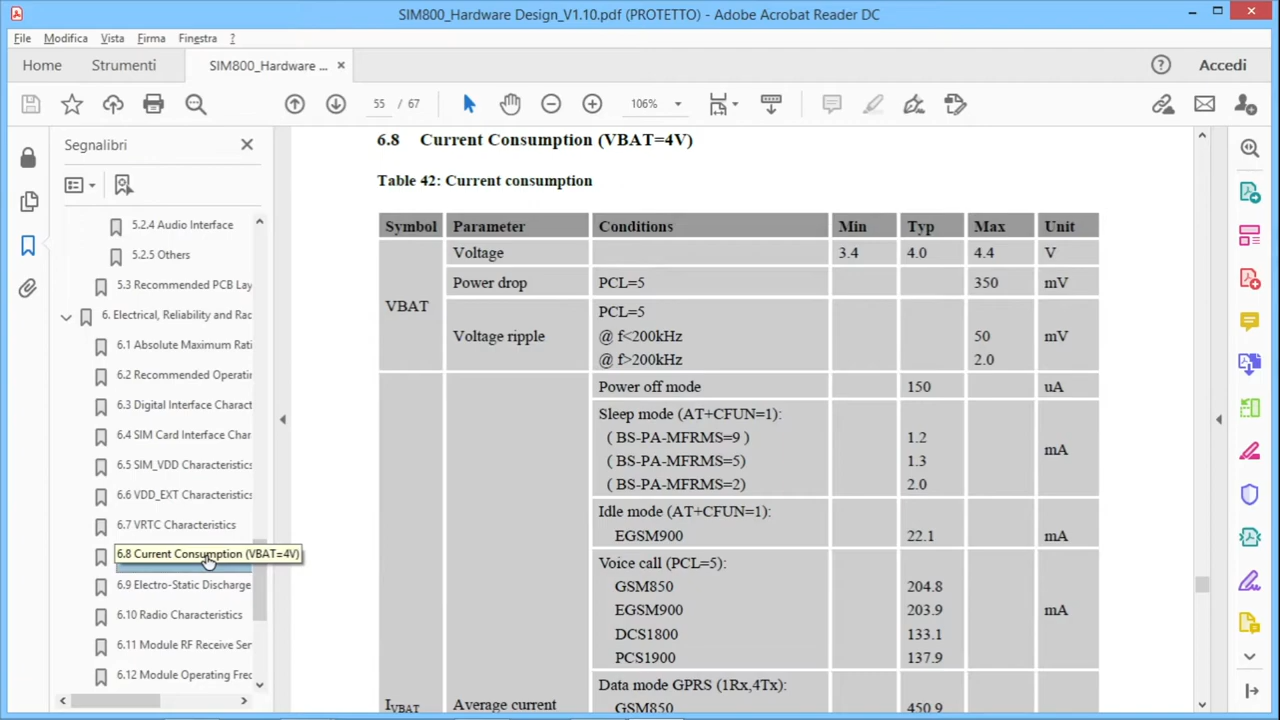 SIM800_Hardware Design_V1.10.pdf (PROTETTO) - Adobe Acrobat Reader DC
File Modifica Vista Firma Finestra ?
Home Strumenti SIM800_Hardware ... × Accedi
55 / 67 106%
Segnalibri
5.2.4 Audio Interface
5.2.5 Others
5.3 Recommended PCB Lay
6. Electrical, Reliability and Rac
6.1 Absolute Maximum Rati
6.2 Recommended Operatin
6.3 Digital Interface Charact
6.4 SIM Card Interface Char
6.5 SIM_VDD Characteristics
6.6 VDD_EXT Characteristics
6.7 VRTC Characteristics
6.8 Current Consumption (VBAT=4V)
6.9 Electro-Static Discharge
6.10 Radio Characteristics
6.11 Module RF Receive Ser
6.12 Module Operating Frec
6.8 Current Consumption (VBAT=4V)
Table 42: Current consumption
Symbol Parameter Conditions Min Typ Max Unit
VBAT
Voltage 3.4 4.0 4.4 V
Power drop PCL=5 350 mV
Voltage ripple
PCL=5
@ f<200kHz 50 mV
@ f>200kHz 2.0
Power off mode 150 uA
Sleep mode (AT+CFUN=1):
( BS-PA-MFRMS=9 ) 1.2
( BS-PA-MFRMS=5) 1.3 mA
( BS-PA-MFRMS=2) 2.0
Idle mode (AT+CFUN=1):
EGSM900 22.1 mA
Voice call (PCL=5):
GSM850 204.8
EGSM900 203.9 mA
DCS1800 133.1
PCS1900 137.9
Data mode GPRS (1Rx,4Tx):
IVBAT Average current GSM850 450.9